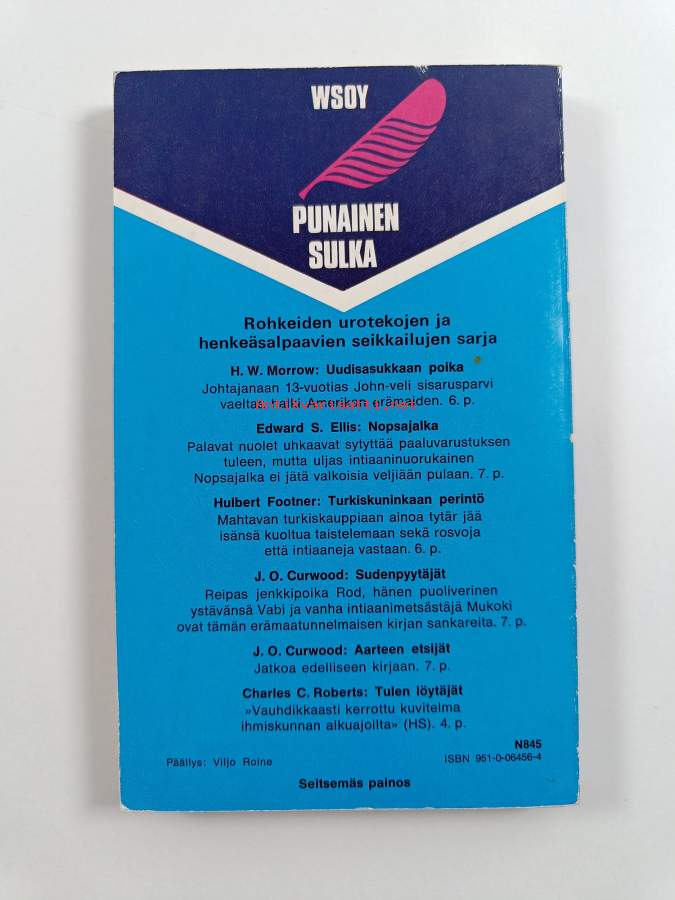 WSOY
PUNAINEN
SULKA
Rohkeiden urotekojen ja
henkeäsalpaavien seikkailujen sarja
H. W. Morrow: Uudisasukkaan poika
Johtajanaan 13-vuotias John-veli sisarusparvi
vaeltaa halki Amerikan erämaiden. 6. p.
Antikvariaatti.net
Edward S. Ellis: Nopsajalka
Palavat nuolet uhkaavat sytyttää paaluvarustuksen
tuleen, mutta uljas intiaaninuorukainen
Nopsajalka ei jätä valkoisia veljiään pulaan. 7. p.
Hulbert Footner: Turkiskuninkaan perintö
Mahtavan turkiskauppiaan ainoa tytär jää
isänsä kuoltua taistelemaan sekä rosvoja
että intiaaneja vastaan. 6. p.
J. O. Curwood: Sudenpyytäjät
Reipas jenkkipoika Rod, hänen puoliverinen
ystävänsä Vabi ja vanha intiaanimetsästäjä Mukoki
ovat tämän erämaatunnelmaisen kirjan sankareita. 7. p.
J. O. Curwood: Aarteen etsijät
Jatkoa edelliseen kirjaan. 7. p.
Charles C. Roberts: Tulen löytäjät
»Vauhdikkaasti kerrottu kuvitelma
ihmiskunnan alkuajoilta» (HS). 4. p.
N845
Päällys: Viljo Roine ISBN 951-0-06456-4
Seitsemäs painos